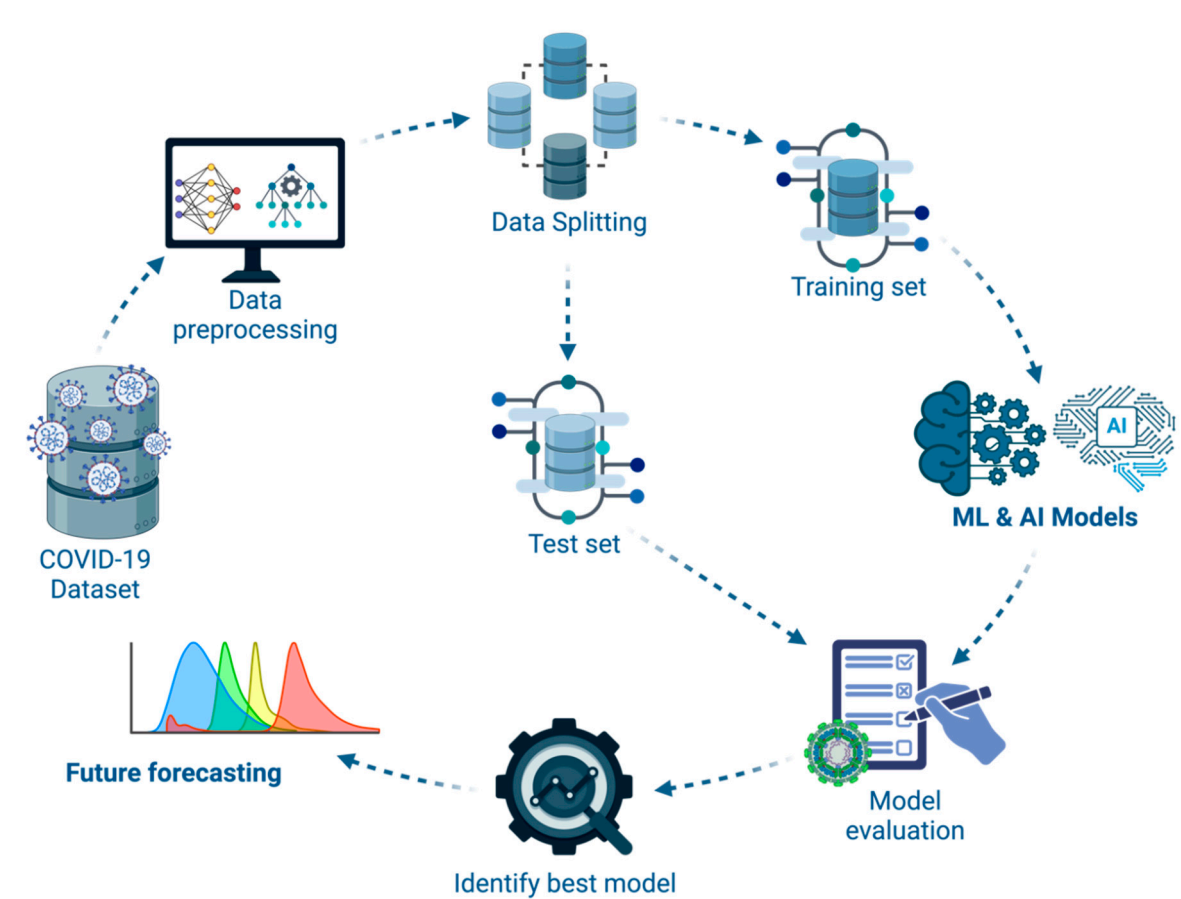 Data Splitting
Training set
Data
preprocessing
AI
ML & AI Models
Test set
COVID-19
Dataset
Future forecasting
Model
evaluation
Identify best model